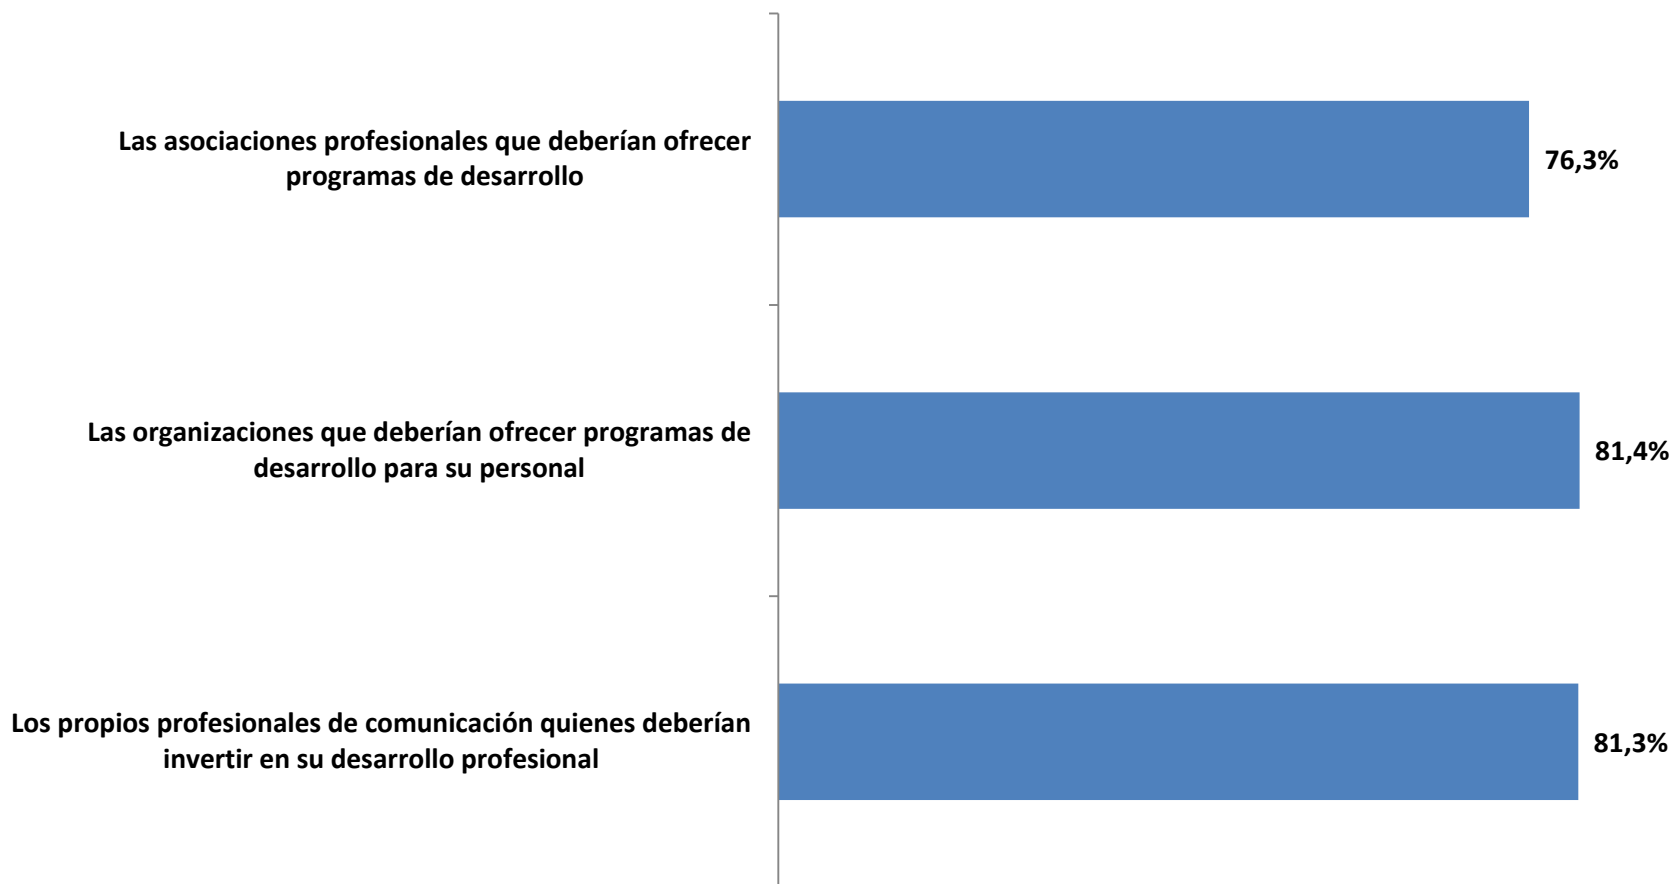 Las asociaciones profesionales que deberían ofrecer
programas de desarrollo
76,3%
Las organizaciones que deberían ofrecer programas de
desarrollo para su personal
81,4%
Los propios profesionales de comunicación quienes deberían
invertir en su desarrollo profesional
81,3%